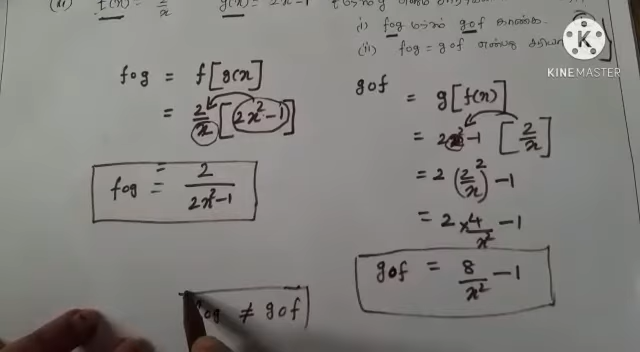 (iii) f(x) = 2/x g(x) = 2x²-1
(i) fog மற்றும் gof காண்க.
(ii) fog = gof என்பது சரியா
KINEMASTER
fog = f[g(x)]
= 2/x [2x²-1]
=
fog = 2/(2x²-1)
gof
= g[f(x)]
= 2x²-1 [2/x]
= 2(2/x)² -1
= 2×4/x² -1
gof = 8/x² -1
fog ≠ gof